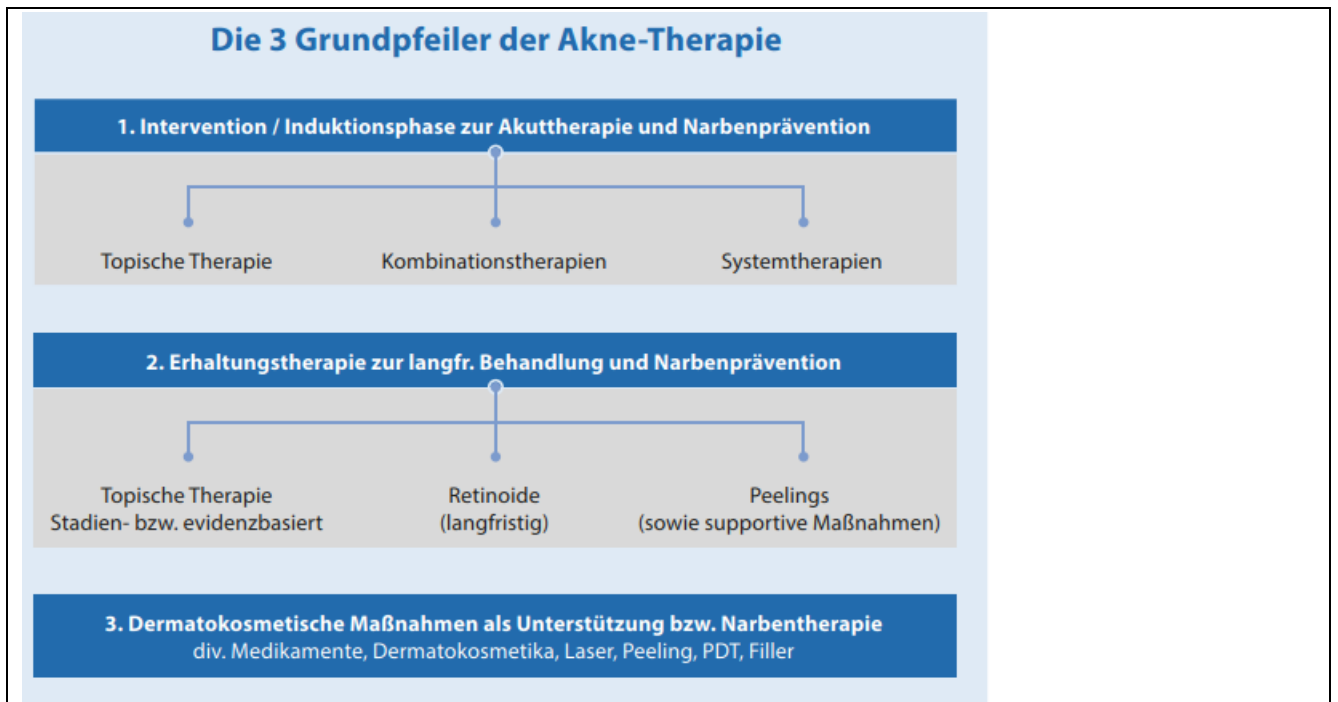 Die 3 Grundpfeiler der Akne-Therapie
1. Intervention / Induktionsphase zur Akuttherapie und Narbenprävention
Topische Therapie
Kombinationstherapien
Systemtherapien
2. Erhaltungstherapie zur langfr. Behandlung und Narbenprävention
Topische Therapie
Stadien- bzw. evidenzbasiert
Retinoide
(langfristig)
Peelings
(sowie supportive Maßnahmen)
3. Dermatokosmetische Maßnahmen als Unterstützung bzw. Narbentherapie
div. Medikamente, Dermatokosmetika, Laser, Peeling, PDT, Filler